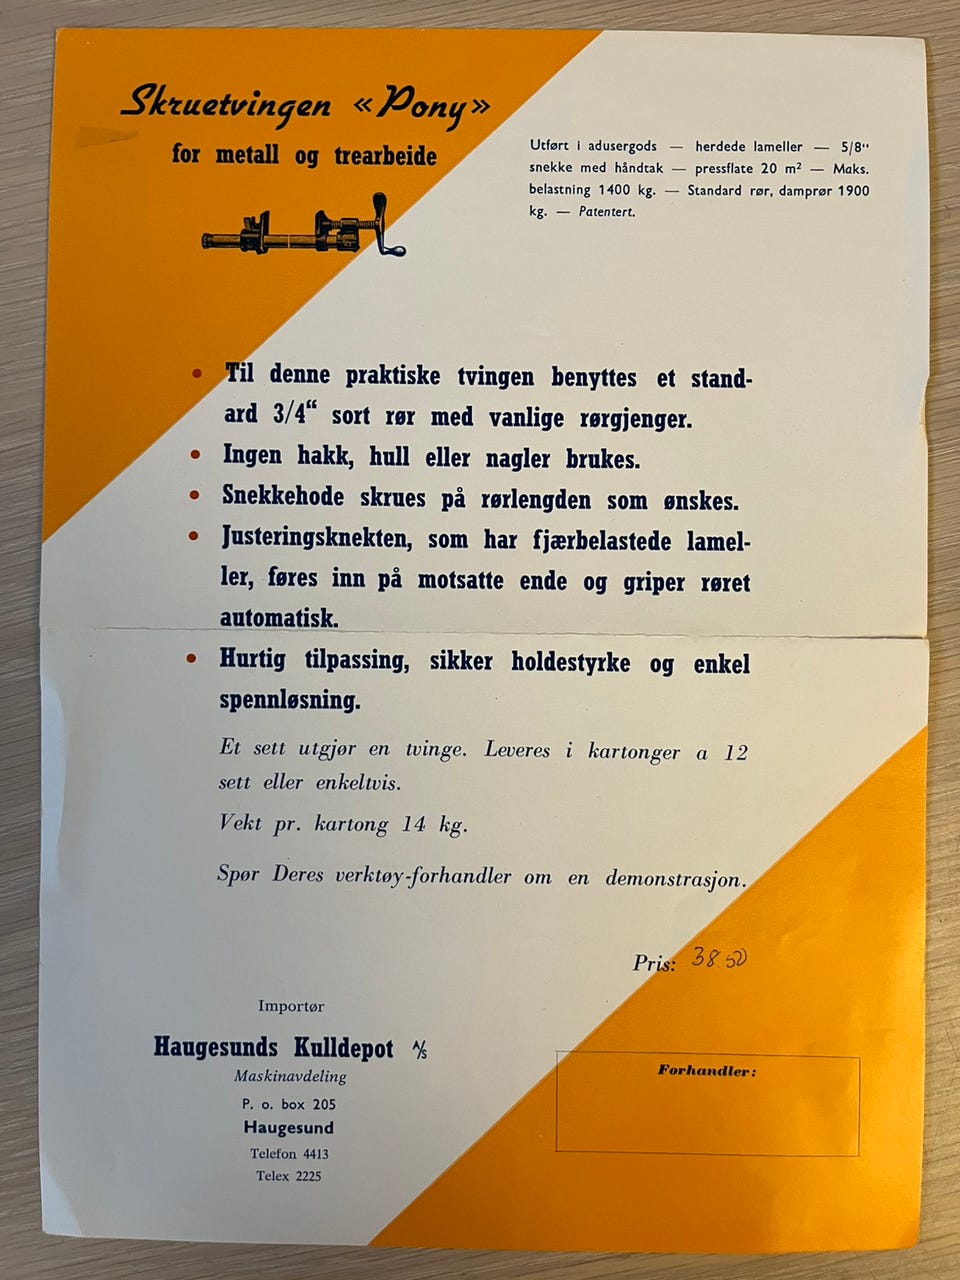 Skruetvingen «Pony»
for metall og trearbeide
Utført i adusergods — herdede lameller — 5/8“
snekke med håndtak — pressflate 20 m² — Maks.
belastning 1400 kg. — Standard rør, damprør 1900
kg. — Patentert.
• Til denne praktiske tvingen benyttes et stand-
ard 3/4“ sort rør med vanlige rørgjenger.
• Ingen hakk, hull eller nagler brukes.
• Snekkehode skrues på rørlengden som ønskes.
• Justeringsknekten, som har fjærbelastede lamel-
ler, føres inn på motsatte ende og griper røret
automatisk.
• Hurtig tilpassing, sikker holdestyrke og enkel
spennløsning.
Et sett utgjør en tvinge. Leveres i kartonger a 12
sett eller enkeltvis.
Vekt pr. kartong 14 kg.
Spør Deres verktøy-forhandler om en demonstrasjon.
Pris: 38.50
Importør
Haugesunds Kulldepot A/S
Maskinavdeling
P. o. box 205
Haugesund
Telefon 4413
Telex 2225
Forhandler: